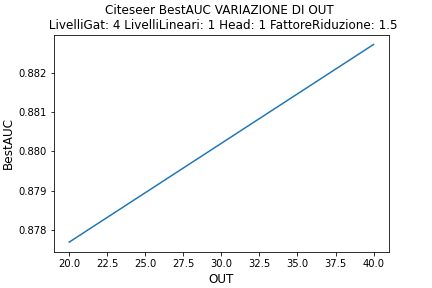 Citeseer BestAUC VARIAZIONE DI OUT
LivelliGat: 4 LivelliLineari: 1 Head: 1 FattoreRiduzione: 1.5
BestAUC
0.882
0.881
0.880
0.879
0.878
20.0 22.5 25.0 27.5 30.0 32.5 35.0 37.5 40.0
OUT